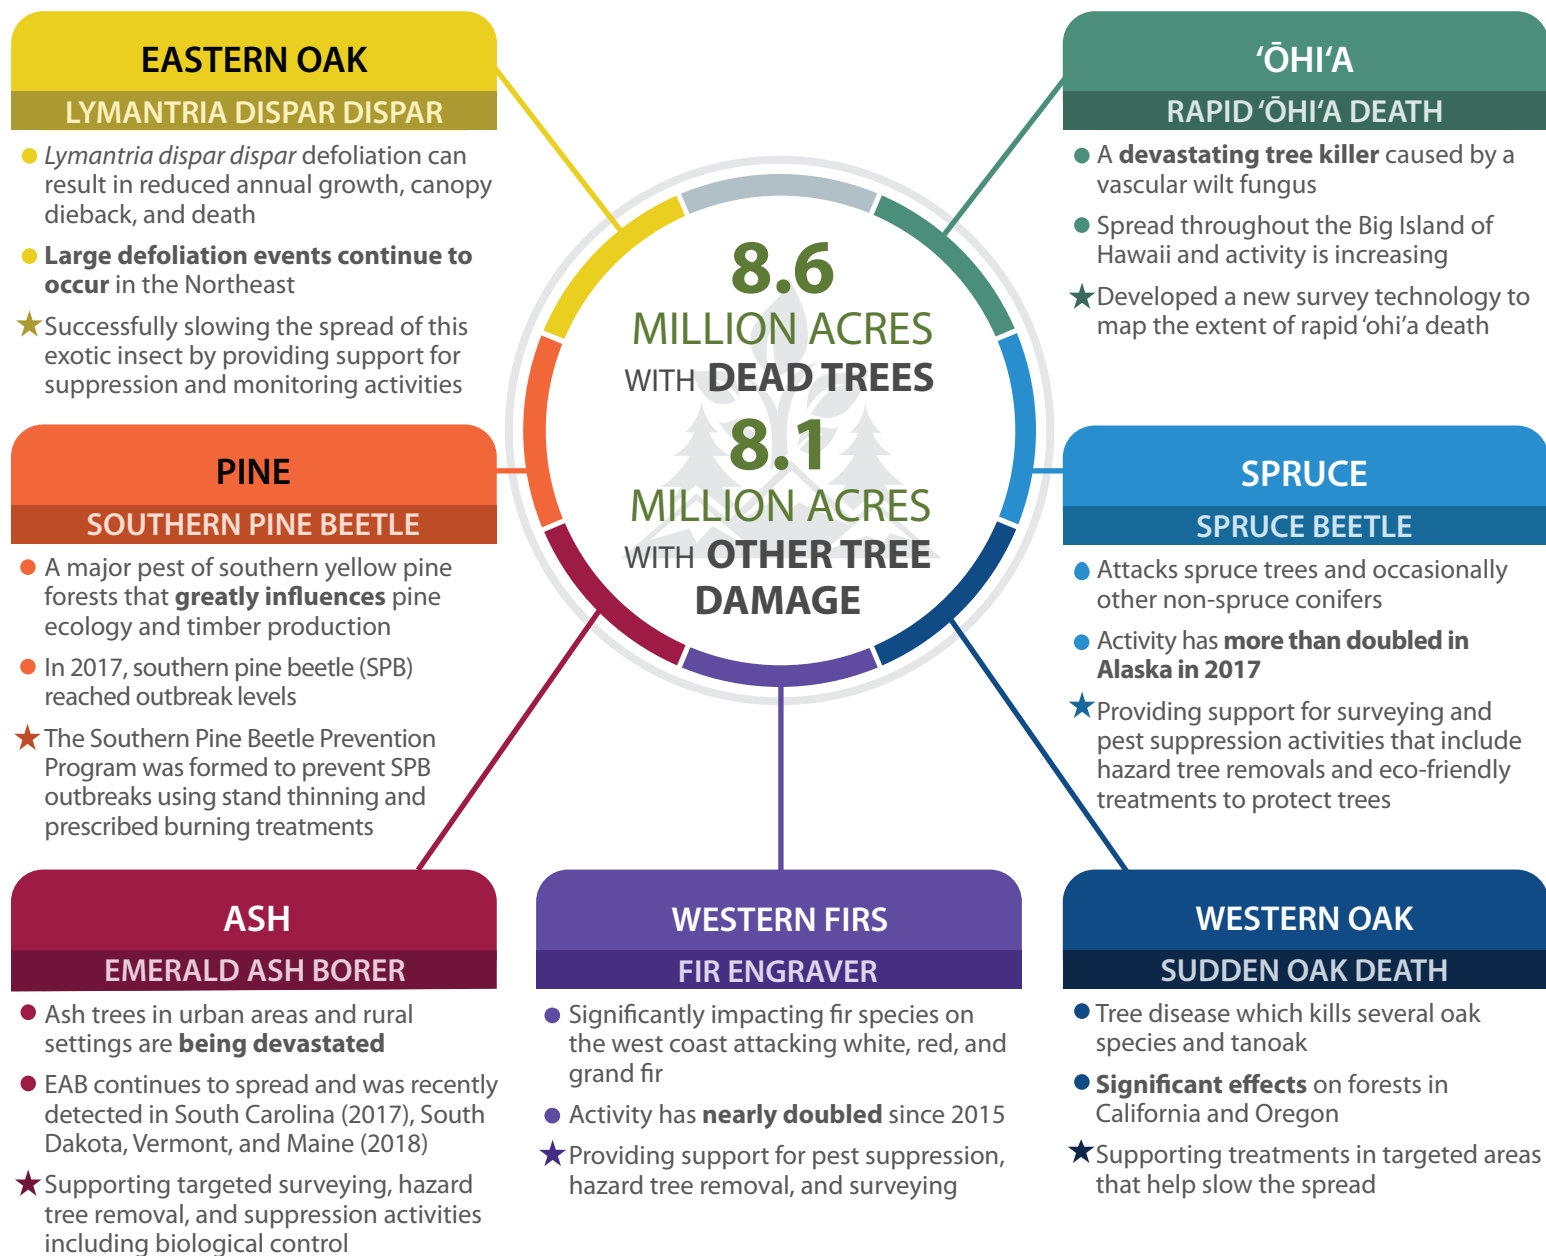 EASTERN OAK
LYMANTRIA DISPAR DISPAR
Lymantria dispar dispar defoliation can
result in reduced annual growth, canopy
dieback, and death
Large defoliation events continue to
occur in the Northeast
Successfully slowing the spread of this
exotic insect by providing support for
suppression and monitoring activities
‘ŌHI‘A
RAPID ‘ŌHI‘A DEATH
A devastating tree killer caused by a
vascular wilt fungus
Spread throughout the Big Island of
Hawaii and activity is increasing
Developed a new survey technology to
map the extent of rapid ‘ohi’a death
8.6
MILLION ACRES
WITH DEAD TREES
8.1
MILLION ACRES
WITH OTHER TREE
DAMAGE
PINE
SOUTHERN PINE BEETLE
A major pest of southern yellow pine
forests that greatly influences pine
ecology and timber production
In 2017, southern pine beetle (SPB)
reached outbreak levels
The Southern Pine Beetle Prevention
Program was formed to prevent SPB
outbreaks using stand thinning and
prescribed burning treatments
SPRUCE
SPRUCE BEETLE
Attacks spruce trees and occasionally
other non-spruce conifers
Activity has more than doubled in
Alaska in 2017
Providing support for surveying and
pest suppression activities that include
hazard tree removals and eco-friendly
treatments to protect trees
ASH
EMERALD ASH BORER
Ash trees in urban areas and rural
settings are being devastated
EAB continues to spread and was recently
detected in South Carolina (2017), South
Dakota, Vermont, and Maine (2018)
Supporting targeted surveying, hazard
tree removal, and suppression activities
including biological control
WESTERN FIRS
FIR ENGRAVER
Significantly impacting fir species on
the west coast attacking white, red, and
grand fir
Activity has nearly doubled since 2015
Providing support for pest suppression,
hazard tree removal, and surveying
WESTERN OAK
SUDDEN OAK DEATH
Tree disease which kills several oak
species and tanoak
Significant effects on forests in
California and Oregon
Supporting treatments in targeted areas
that help slow the spread